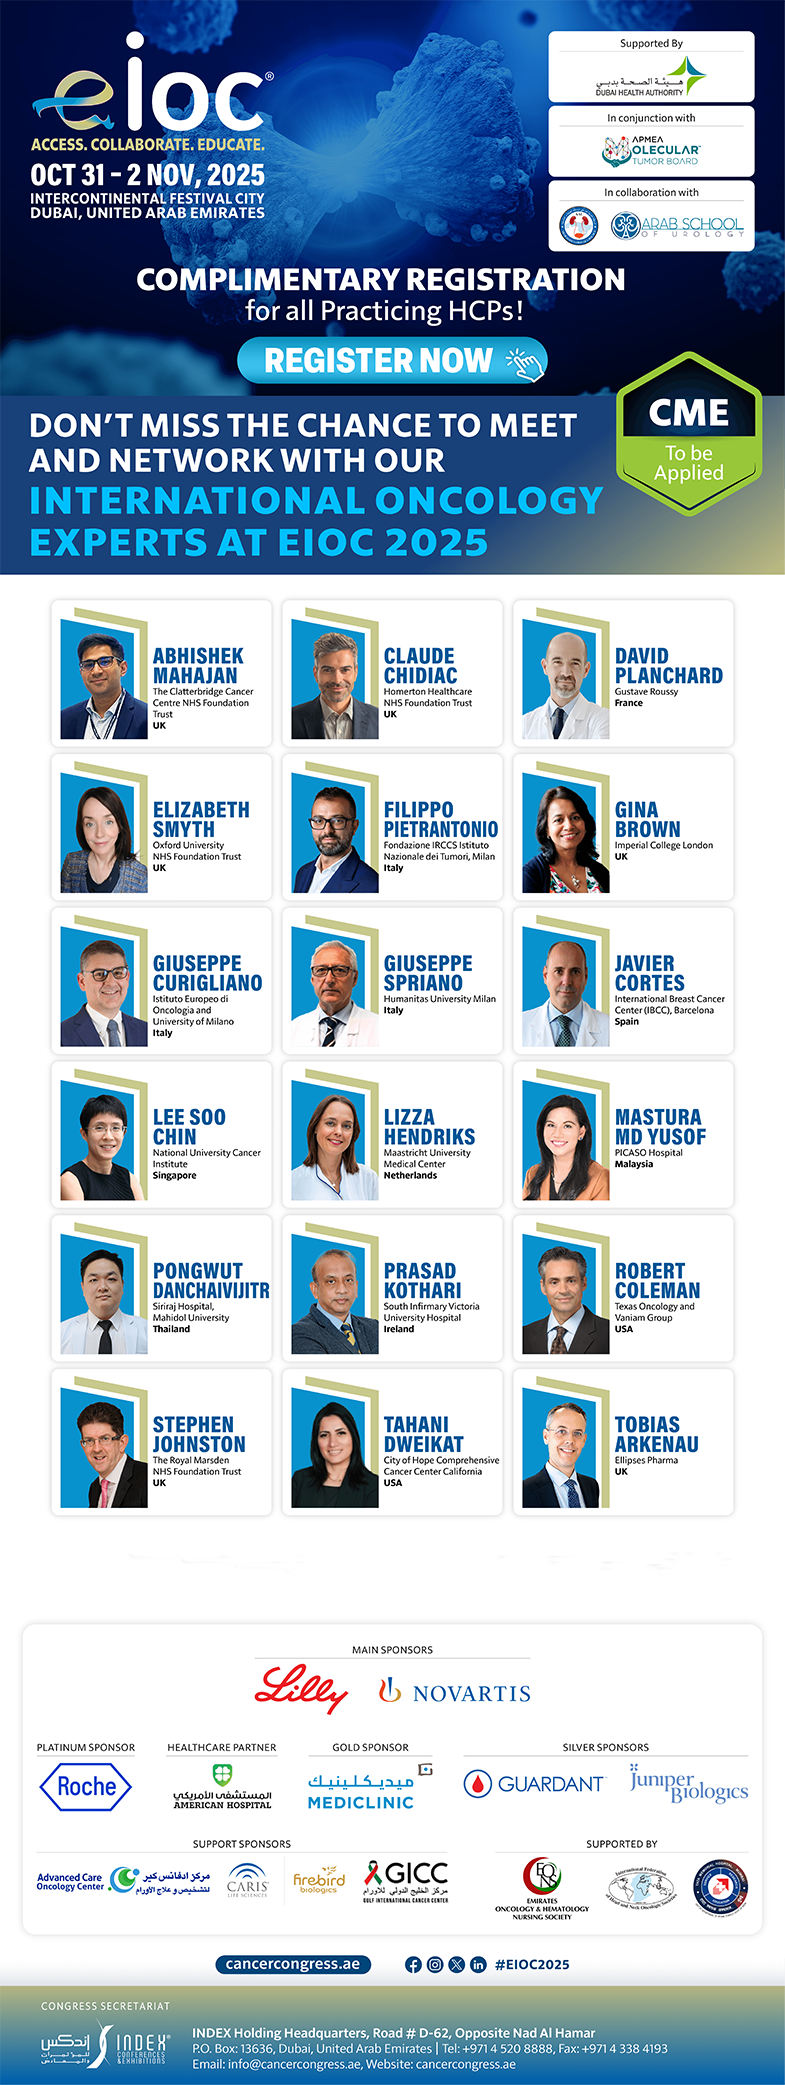 eioc®
ACCESS. COLLABORATE. EDUCATE.
OCT 31 - 2 NOV, 2025
INTERCONTINENTAL FESTIVAL CITY
DUBAI, UNITED ARAB EMIRATES
Supported By
هيئة الصحة بدبي
DUBAI HEALTH AUTHORITY
In conjunction with
APMEA
OLECULAR
TUMOR BOARD
In collaboration with
ARAB SCHOOL
OF UROLOGY
COMPLIMENTARY REGISTRATION
for all Practicing HCPs!
REGISTER NOW
CME
To be
Applied
DON'T MISS THE CHANCE TO MEET
AND NETWORK WITH OUR
INTERNATIONAL ONCOLOGY
EXPERTS AT EIOC 2025
ABHISHEK
MAHAJAN
The Clatterbridge Cancer
Centre NHS Foundation
Trust
UK
CLAUDE
CHIDIAC
Homerton Healthcare
NHS Foundation Trust
UK
DAVID
PLANCHARD
Gustave Roussy
France
ELIZABETH
SMYTH
Oxford University
NHS Foundation Trust
UK
FILIPPO
PIETRANTONIO
Fondazione IRCCS Istituto
Nazionale dei Tumori, Milan
Italy
GINA
BROWN
Imperial College London
UK
GIUSEPPE
CURIGLIANO
Istituto Europeo di
Oncologia and
University of Milano
Italy
GIUSEPPE
SPRIANO
Humanitas University Milan
Italy
JAVIER
CORTES
International Breast Cancer
Center (IBCC), Barcelona
Spain
LEE SOO
CHIN
National University Cancer
Institute
Singapore
LIZZA
HENDRIKS
Maastricht University
Medical Center
Netherlands
MASTURA
MD YUSOF
PICASO Hospital
Malaysia
PONGWUT
DANCHAIVIJITR
Siriraj Hospital,
Mahidol University
Thailand
PRASAD
KOTHARI
South Infirmary Victoria
University Hospital
Ireland
ROBERT
COLEMAN
Texas Oncology and
Vaniam Group
USA
STEPHEN
JOHNSTON
The Royal Marsden
NHS Foundation Trust
UK
TAHANI
DWEIKAT
City of Hope Comprehensive
Cancer Center California
USA
TOBIAS
ARKENAU
Ellipses Pharma
UK
MAIN SPONSORS
Lilly
NOVARTIS
PLATINUM SPONSOR
Roche
HEALTHCARE PARTNER
المستشفى الأمريكي
AMERICAN HOSPITAL
GOLD SPONSOR
ميديكلينيك
MEDICLINIC
SILVER SPONSORS
GUARDANT
Juniper
Biologics
SUPPORT SPONSORS
Advanced Care
Oncology Center
مركز ادفانس كير
للتشخيص و علاج الأورام
CARIS
LIFE SCIENCES
firebird
biologics
GICC
مركز الخليج الدولي للأورام
GULF INTERNATIONAL CANCER CENTER
SUPPORTED BY
EONS
EMIRATES
ONCOLOGY & HEMATOLOGY
NURSING SOCIETY
International Federation
of Head and Neck Oncologic Societies
cancercongress.ae
#EIOC2025
CONGRESS SECRETARIAT
إندكس
للمؤتمرات
والمعارض
INDEX®
CONFERENCES
& EXHIBITIONS
INDEX Holding Headquarters, Road # D-62, Opposite Nad Al Hamar
P.O. Box: 13636, Dubai, United Arab Emirates | Tel: +971 4 520 8888, Fax: +971 4 338 4193
Email: info@cancercongress.ae, Website: cancercongress.ae